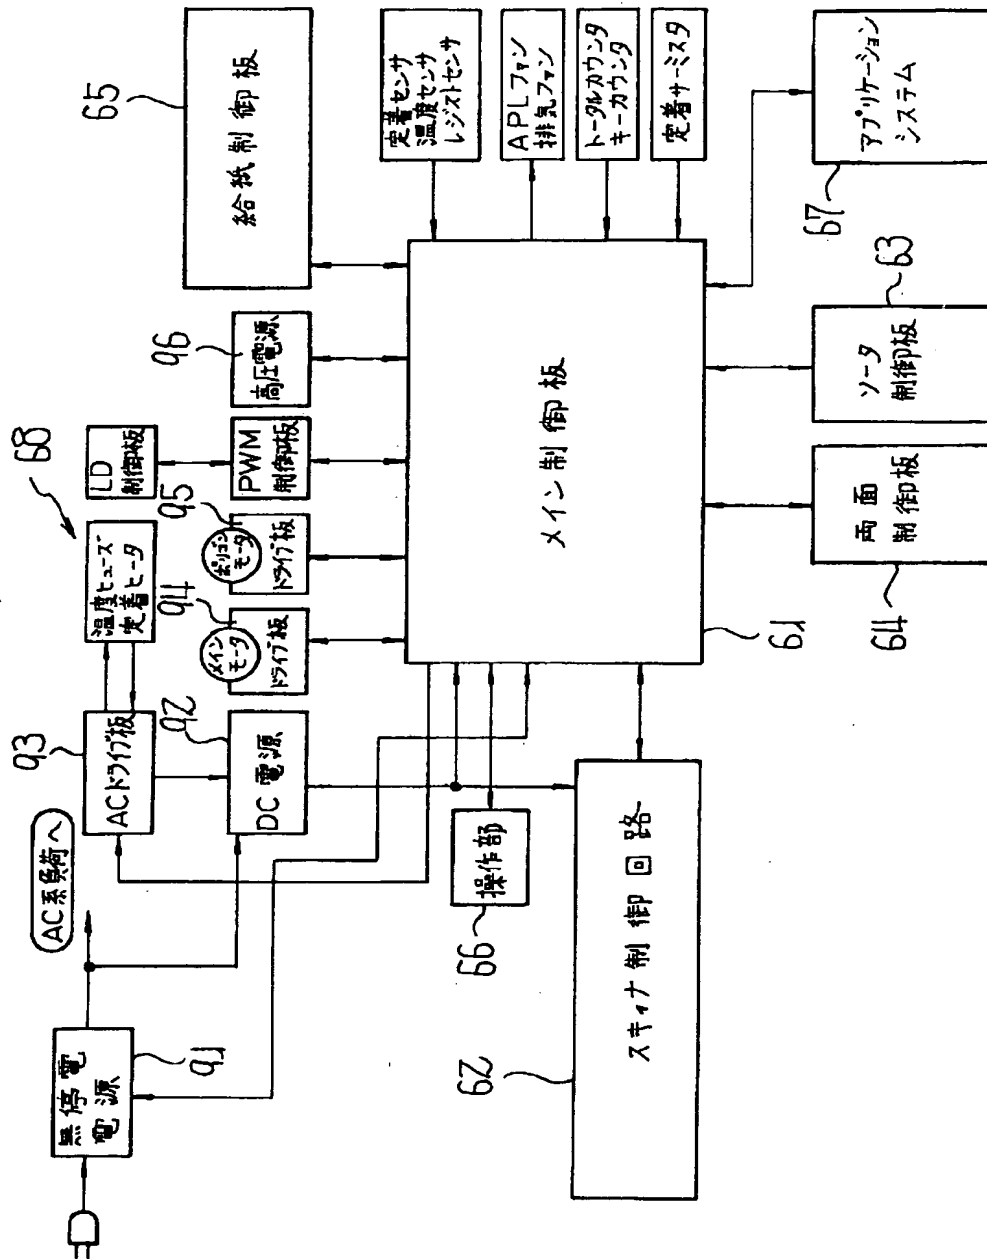 無停電
電源
91
AC系負荷へ
ACドライブ板
93
DC電源
92
温度ヒューズ
定着ヒータ
68
LD
制御板
メイン
モータ
ドライブ板
94
ポリゴン
モータ
ドライブ板
95
PWM
制御板
高圧電源
96
給紙制御板
65
定着センサ
温度センサ
レジストセンサ
APLファン
排気ファン
トータルカウンタ
キーカウンタ
定着サーミスタ
メイン制御板
61
操作部
66
スキャナ制御回路
62
両面
制御板
64
ソータ
制御板
63
アプリケーション
システム
67